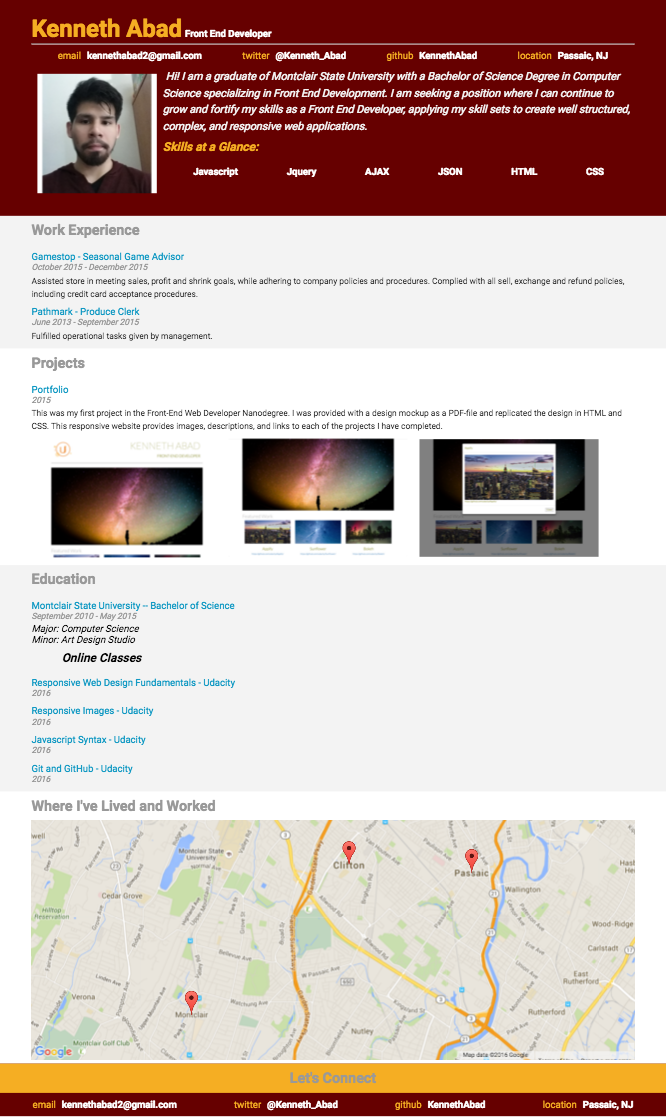 Kenneth Abad Front End Developer
email kennethabad2@gmail.com twitter @Kenneth_Abad github KennethAbad location Passaic, NJ
Hi! I am a graduate of Montclair State University with a Bachelor of Science Degree in Computer
Science specializing in Front End Development. I am seeking a position where I can continue to
grow and fortify my skills as a Front End Developer, applying my skill sets to create well structured,
complex, and responsive web applications.
Skills at a Glance:
Javascript Jquery AJAX JSON HTML CSS
Work Experience
Gamestop - Seasonal Game Advisor
October 2015 - December 2015
Assisted store in meeting sales, profit and shrink goals, while adhering to company policies and procedures. Complied with all sell, exchange and refund policies,
including credit card acceptance procedures.
Pathmark - Produce Clerk
June 2013 - September 2015
Fulfilled operational tasks given by management.
Projects
Portfolio
2015
This was my first project in the Front-End Web Developer Nanodegree. I was provided with a design mockup as a PDF-file and replicated the design in HTML and
CSS. This responsive website provides images, descriptions, and links to each of the projects I have completed.
KENNETH ABAD
Education
Montclair State University -- Bachelor of Science
September 2010 - May 2015
Major: Computer Science
Minor: Art Design Studio
Online Classes
Responsive Web Design Fundamentals - Udacity
2016
Responsive Images - Udacity
2016
Javascript Syntax - Udacity
2016
Git and GitHub - Udacity
2016
Where I've Lived and Worked
Montclair State
University
Clifton
Passaic
Wallington
Cedar Grove
Hilltop
Reservation
Wood-Ridge
Carlstadt
East
Rutherford
Rutherford
Verona
Montclair
Nutley
Montclair Golf Club
Google
Map data ©2016 Google
Let's Connect
email kennethabad2@gmail.com twitter @Kenneth_Abad github KennethAbad location Passaic, NJ